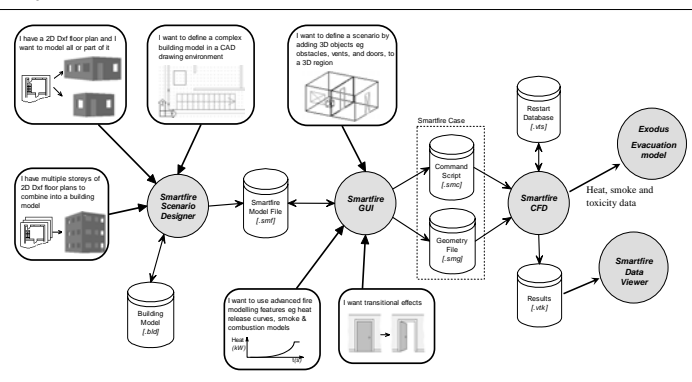 I have a 2D Dxf floor plan and I
want to model all or part of it
I want to define a complex
building model in a CAD
drawing environment
I want to define a scenario by
adding 3D objects eg
obstacles, vents, and doors, to
a 3D region
Smartfire Case
Restart
Database
[.vts]
Exodus
Evacuation
model
Command
Script
[.smc]
I have multiple storeys of
2D Dxf floor plans to
combine into a building
model
Smartfire
Scenario
Designer
Smartfire
Model File
[.smf]
Smartfire
GUI
Smartfire
CFD
Heat, smoke and
toxicity data
Geometry
File
[.smg]
Smartfire
Data
Viewer
Building
Model
[.bld]
I want to use advanced fire
modelling features eg heat
release curves, smoke &
combustion models
Heat
(kW)
t(s)
I want transitional effects
Results
[.vtk]